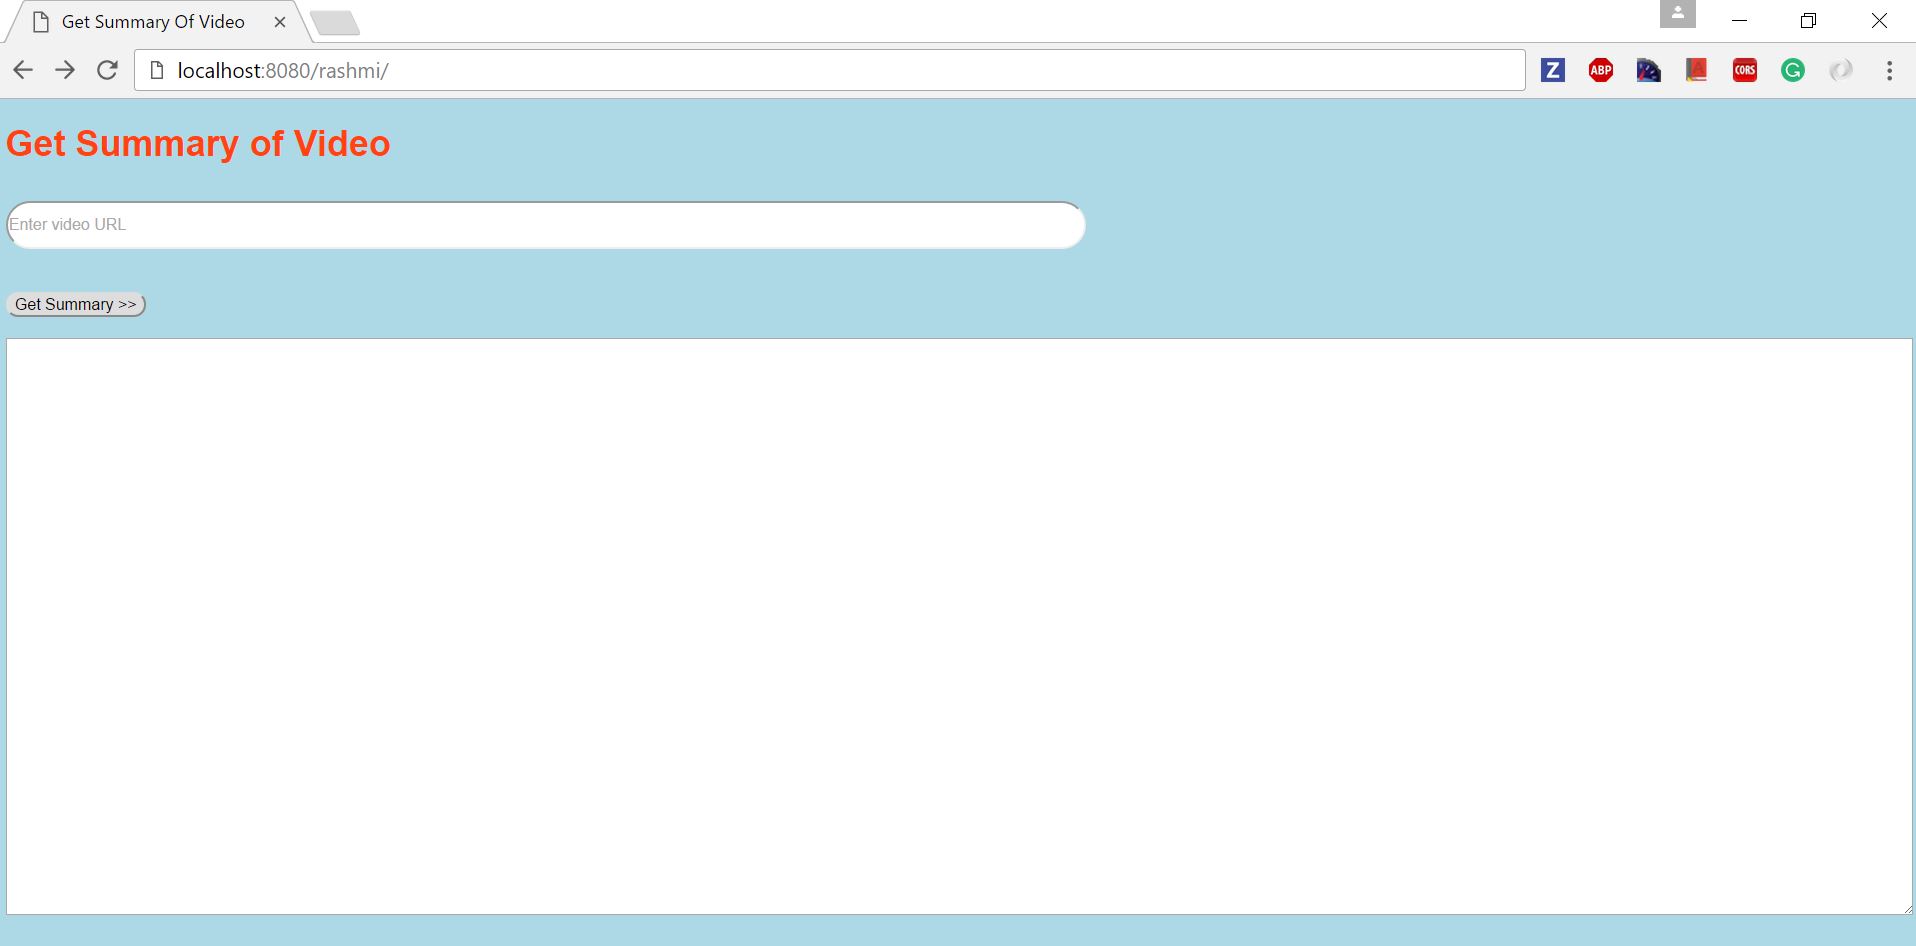 Get Summary Of Video
localhost:8080/rashmi/
Z
ABP
A
CORS
G
Get Summary of Video
Enter video URL
Get Summary >>